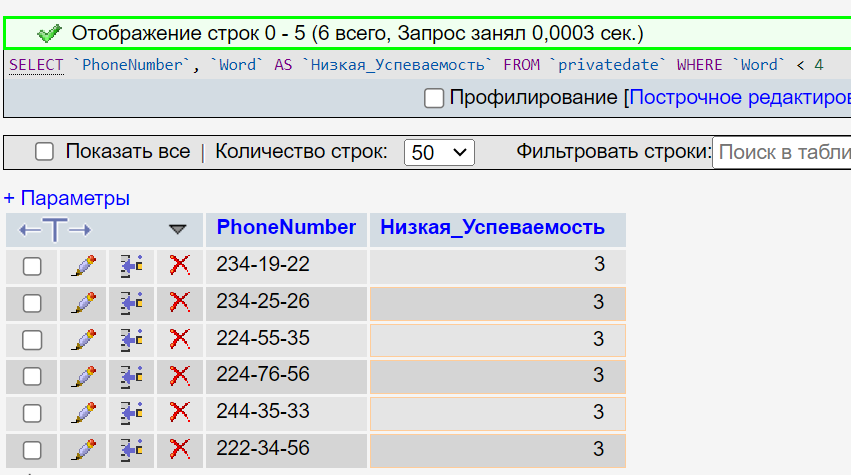 Отображение строк 0 - 5 (6 всего, Запрос занял 0,0003 сек.)
SELECT `PhoneNumber`, `Word` AS `Низкая_Успеваемость` FROM `privatedate` WHERE `Word` < 4
Профилирование [Построчное редактиров
Показать все | Количество строк: 50 Фильтровать строки: Поиск в табли
+ Параметры
←T→ PhoneNumber Низкая_Успеваемость
234-19-22 3
234-25-26 3
224-55-35 3
224-76-56 3
244-35-33 3
222-34-56 3